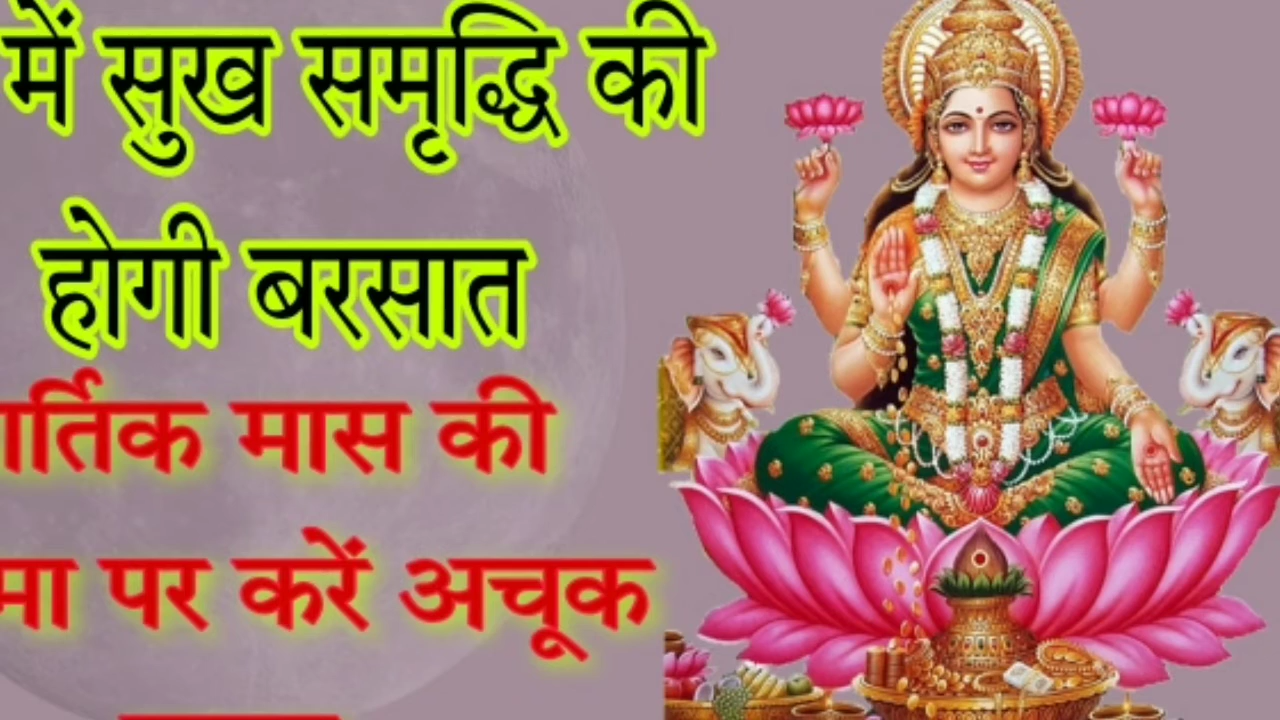 में सुख समृद्धि की
होगी बरसात
मास की
पर करें अचूक